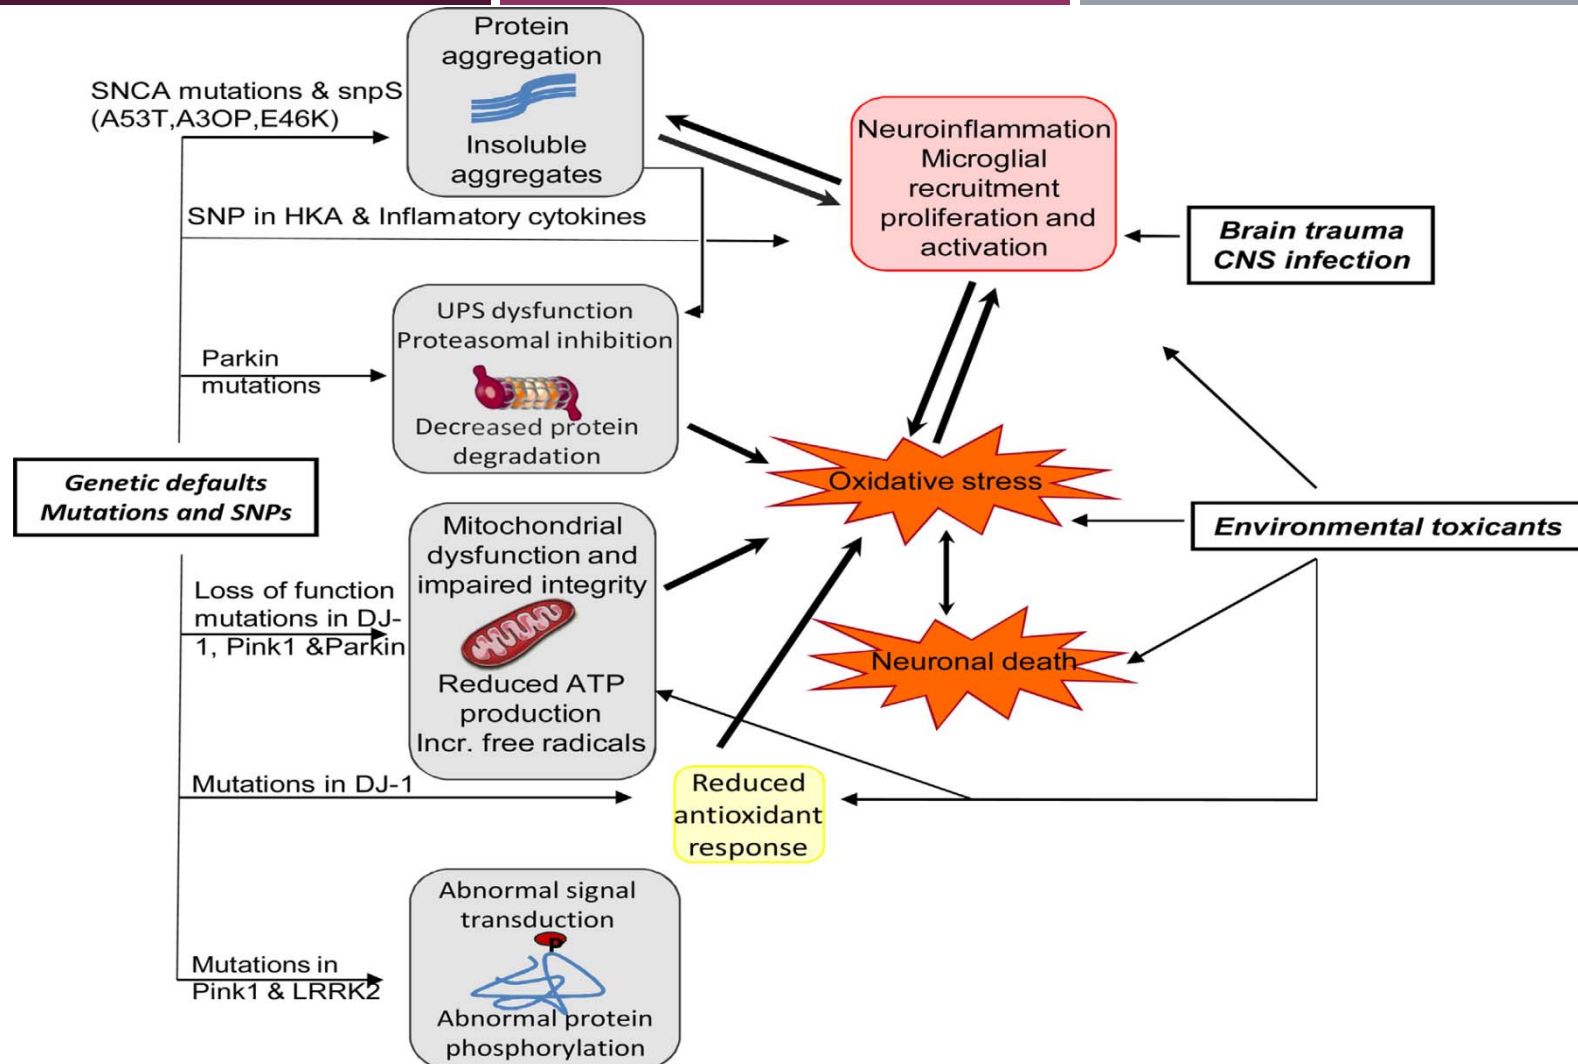 Protein
aggregation
Insoluble
aggregates
SNCA mutations & snpS
(A53T,A3OP,E46K)
Neuroinflammation
Microglial
recruitment
proliferation and
activation
SNP in HKA & Inflamatory cytokines
Brain trauma
CNS infection
UPS dysfunction
Proteasomal inhibition
Decreased protein
degradation
Parkin
mutations
Genetic defaults
Mutations and SNPs
Oxidative stress
Environmental toxicants
Mitochondrial
dysfunction and
impaired integrity
Reduced ATP
production
Incr. free radicals
Loss of function
mutations in DJ-
1, Pink1 &Parkin
Neuronal death
Mutations in DJ-1
Reduced
antioxidant
response
Abnormal signal
transduction
P
Abnormal protein
phosphorylation
Mutations in
Pink1 & LRRK2